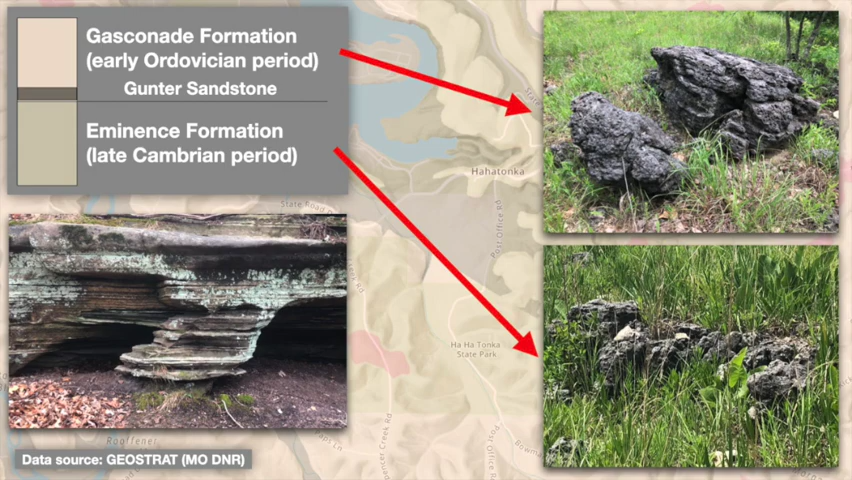 Gasconade Formation
(early Ordovician period)
Gunter Sandstone
Eminence Formation
(late Cambrian period)
Hahatonka
State Road D
Post Office Rd
Ha Ha Tonka
State Park
Rooffener
Data source: GEOSTRAT (MO DNR)